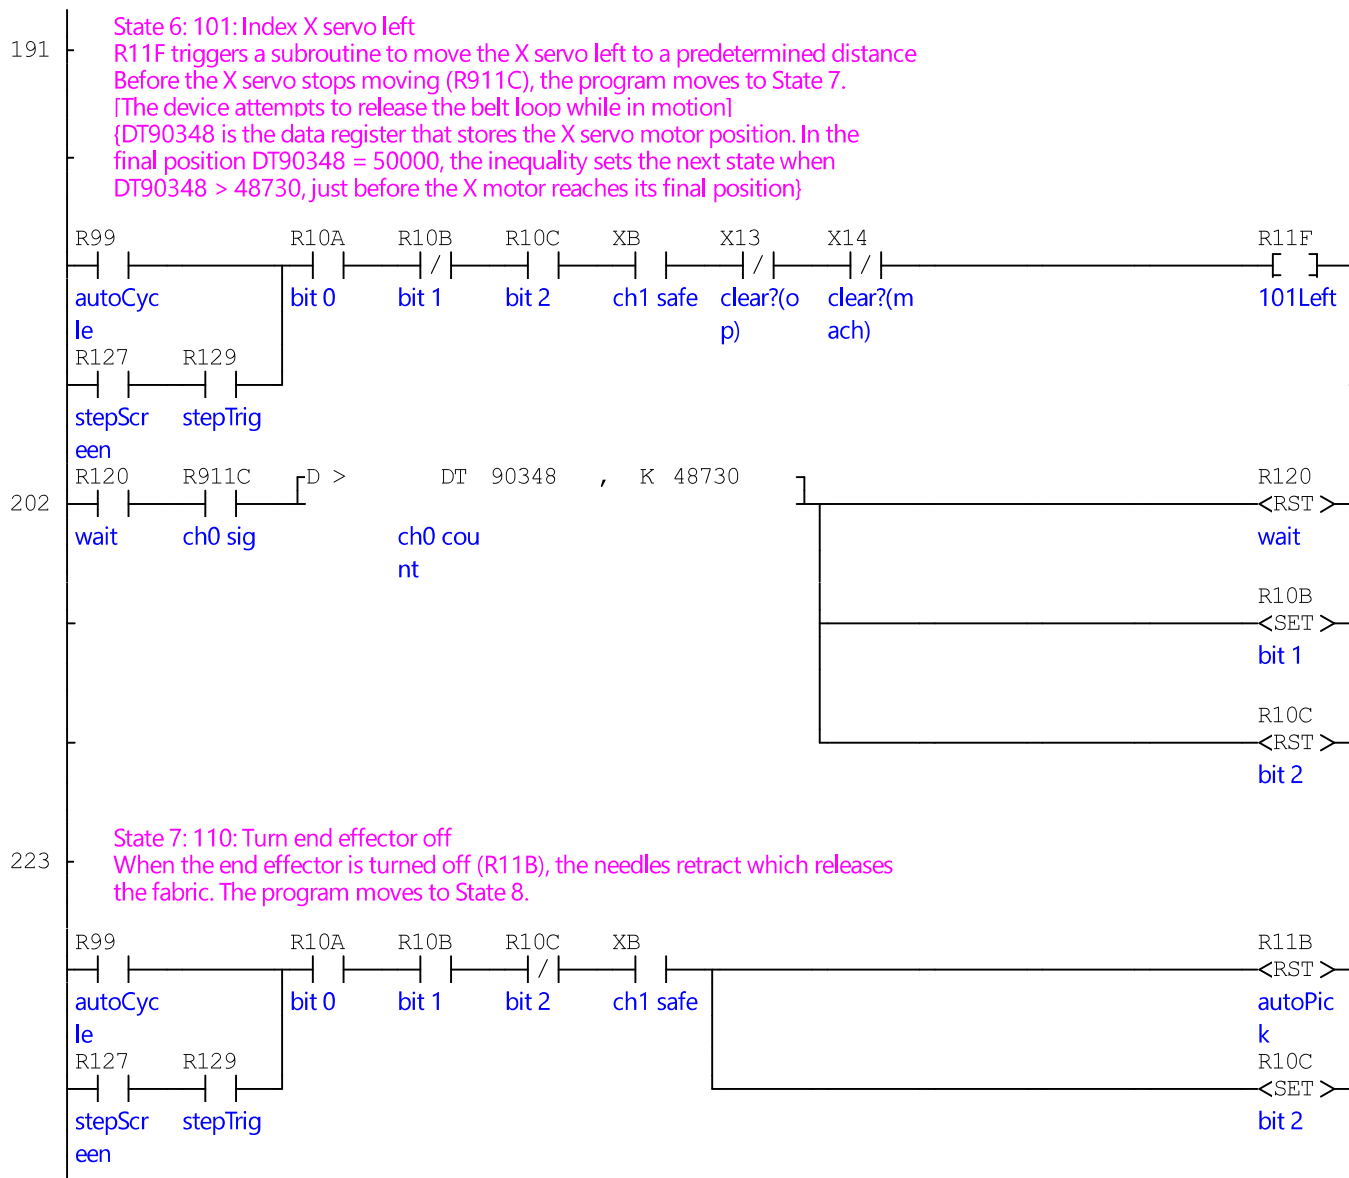 State 6: 101: Index X servo left
191
R11F triggers a subroutine to move the X servo left to a predetermined distance
Before the X servo stops moving (R911C), the program moves to State 7.
[The device attempts to release the belt loop while in motion]
{DT90348 is the data register that stores the X servo motor position. In the
final position DT90348 = 50000, the inequality sets the next state when
DT90348 > 48730, just before the X motor reaches its final position}
R99 R10A R10B R10C XB X13 X14 R11F
autoCyc bit 0 bit 1 bit 2 ch1 safe clear?(o clear?(m 101Left
le p) ach)
R127 R129
stepScr stepTrig
een
R120 R911C D > DT 90348 , K 48730 R120
202 <RST>
wait ch0 sig ch0 cou wait
nt
R10B
<SET>
bit 1
R10C
<RST>
bit 2
State 7: 110: Turn end effector off
223
When the end effector is turned off (R11B), the needles retract which releases
the fabric. The program moves to State 8.
R99 R10A R10B R10C XB R11B
<RST>
autoCyc bit 0 bit 1 bit 2 ch1 safe autoPic
le k
R127 R129 R10C
<SET>
stepScr stepTrig bit 2
een